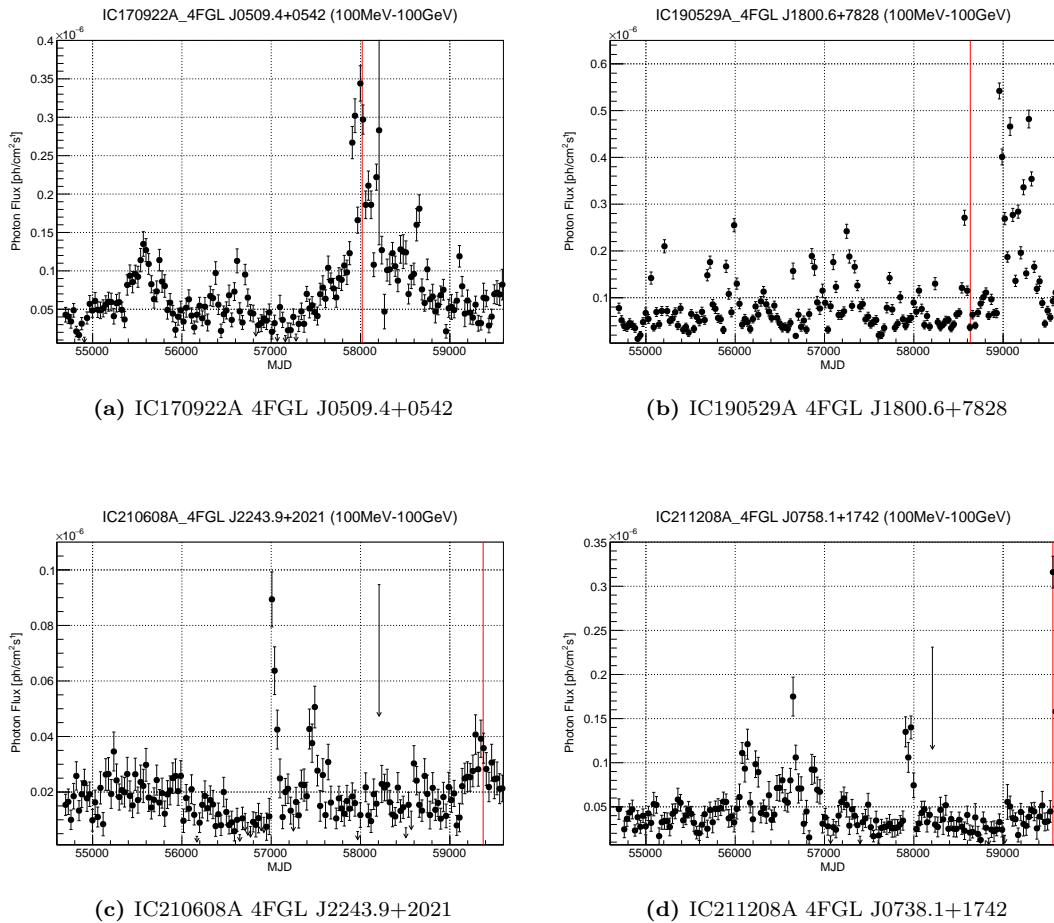 IC170922A_4FGL J0509.4+0542 (100MeV-100GeV)
×10⁻⁶
Photon Flux [ph/cm²s¹]
0.4
0.35
0.3
0.25
0.2
0.15
0.1
0.05
55000 56000 57000 58000 59000
MJD
(a) IC170922A 4FGL J0509.4+0542
IC190529A_4FGL J1800.6+7828 (100MeV-100GeV)
×10⁻⁶
Photon Flux [ph/cm²s¹]
0.6
0.5
0.4
0.3
0.2
0.1
55000 56000 57000 58000 59000
MJD
(b) IC190529A 4FGL J1800.6+7828
IC210608A_4FGL J2243.9+2021 (100MeV-100GeV)
×10⁻⁶
Photon Flux [ph/cm²s¹]
0.1
0.08
0.06
0.04
0.02
55000 56000 57000 58000 59000
MJD
(c) IC210608A 4FGL J2243.9+2021
IC211208A_4FGL J0758.1+1742 (100MeV-100GeV)
×10⁻⁶
Photon Flux [ph/cm²s¹]
0.35
0.3
0.25
0.2
0.15
0.1
0.05
55000 56000 57000 58000 59000
MJD
(d) IC211208A 4FGL J0738.1+1742